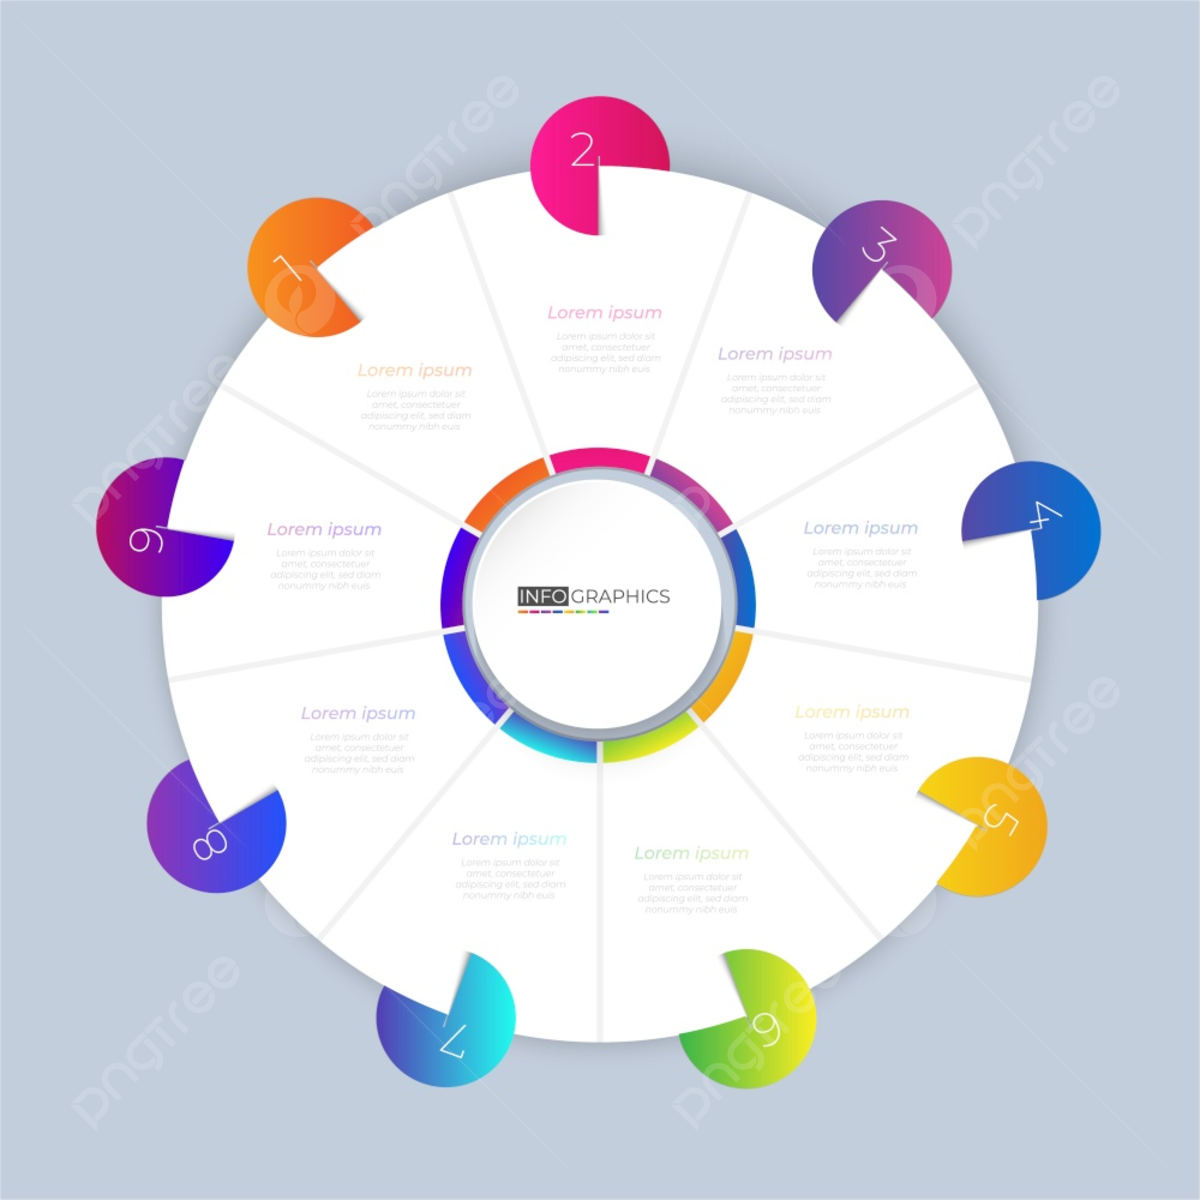 1
Lorem ipsum
Lorem ipsum dolor sit
amet, consectetuer
adipiscing elit, sed diam
nonummy nibh euis
2
Lorem ipsum
Lorem ipsum dolor sit
amet, consectetuer
adipiscing elit, sed diam
nonummy nibh euis
3
Lorem ipsum
Lorem ipsum dolor sit
amet, consectetuer
adipiscing elit, sed diam
nonummy nibh euis
4
Lorem ipsum
Lorem ipsum dolor sit
amet, consectetuer
adipiscing elit, sed diam
nonummy nibh euis
5
Lorem ipsum
Lorem ipsum dolor sit
amet, consectetuer
adipiscing elit, sed diam
nonummy nibh euis
6
Lorem ipsum
Lorem ipsum dolor sit
amet, consectetuer
adipiscing elit, sed diam
nonummy nibh euis
7
Lorem ipsum
Lorem ipsum dolor sit
amet, consectetuer
adipiscing elit, sed diam
nonummy nibh euis
8
Lorem ipsum
Lorem ipsum dolor sit
amet, consectetuer
adipiscing elit, sed diam
nonummy nibh euis
9
Lorem ipsum
Lorem ipsum dolor sit
amet, consectetuer
adipiscing elit, sed diam
nonummy nibh euis
INFOGRAPHICS
pngtree
pngtree
pngtree
pngtree
pngtree
pngtree